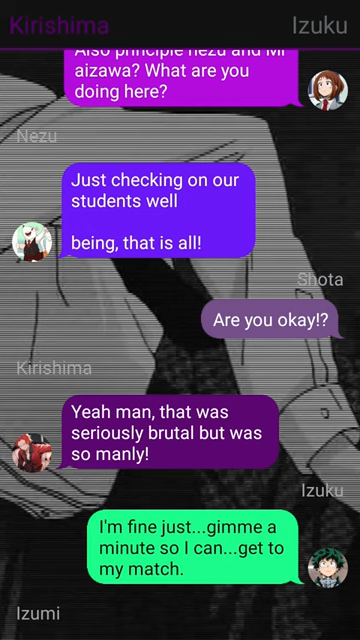 Kirishima
Izuku
Also principle nezu and Mr
aizawa? What are you
doing here?
Nezu
Just checking on our
students well
being, that is all!
Shota
Are you okay!?
Kirishima
Yeah man, that was
seriously brutal but was
so manly!
Izuku
I'm fine just...gimme a
minute so I can...get to
my match.
Izumi